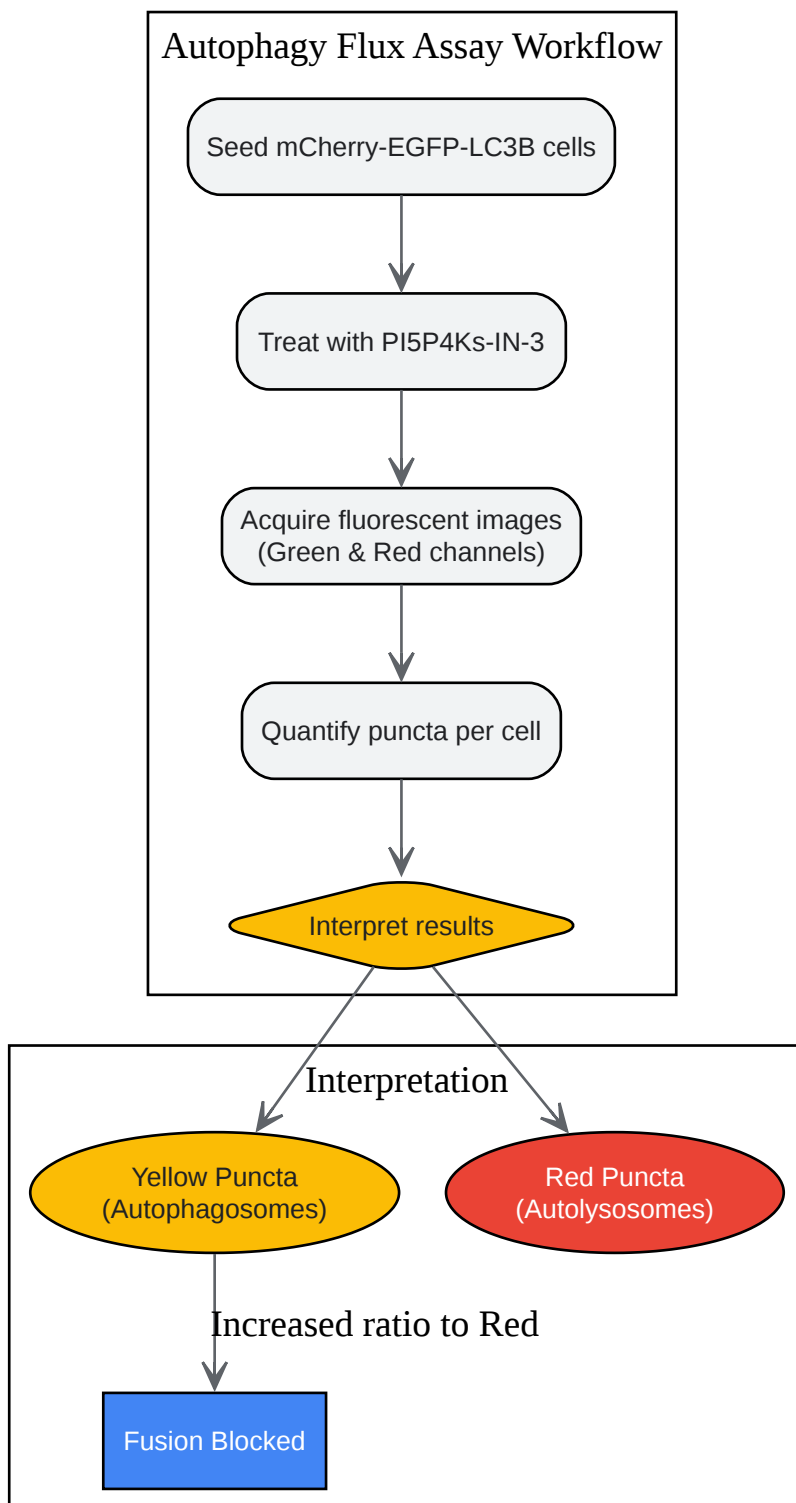 Autophagy Flux Assay Workflow
Seed mCherry-EGFP-LC3B cells
Treat with PI5P4Ks-IN-3
Acquire fluorescent images
(Green & Red channels)
Quantify puncta per cell
Interpret results
Interpretation
Yellow Puncta
(Autophagosomes)
Red Puncta
(Autolysosomes)
Increased ratio to Red
Fusion Blocked